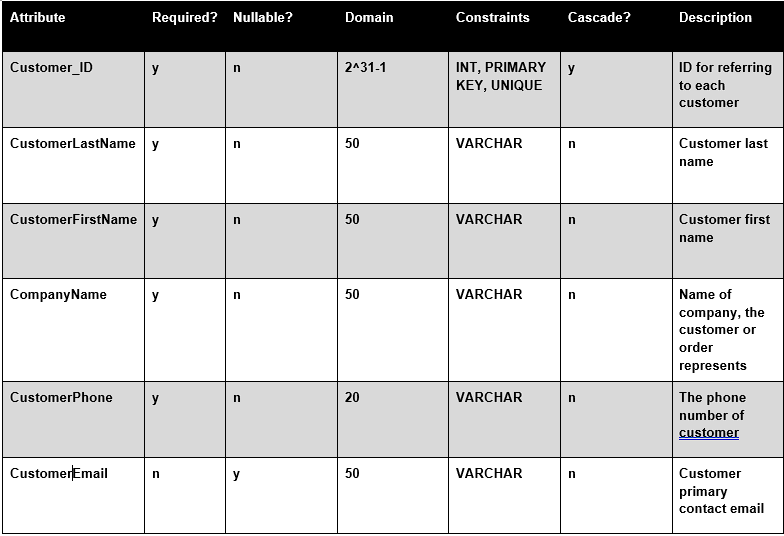 Attribute Required? Nullable? Domain Constraints Cascade? Description
Customer_ID y n 2^31-1 INT, PRIMARY y ID for referring
KEY, UNIQUE to each
customer
CustomerLastName y n 50 VARCHAR n Customer last
name
CustomerFirstName y n 50 VARCHAR n Customer first
name
CompanyName y n 50 VARCHAR n Name of
company, the
customer or
order
represents
CustomerPhone y n 20 VARCHAR n The phone
number of
customer
CustomerEmail n y 50 VARCHAR n Customer
primary
contact email